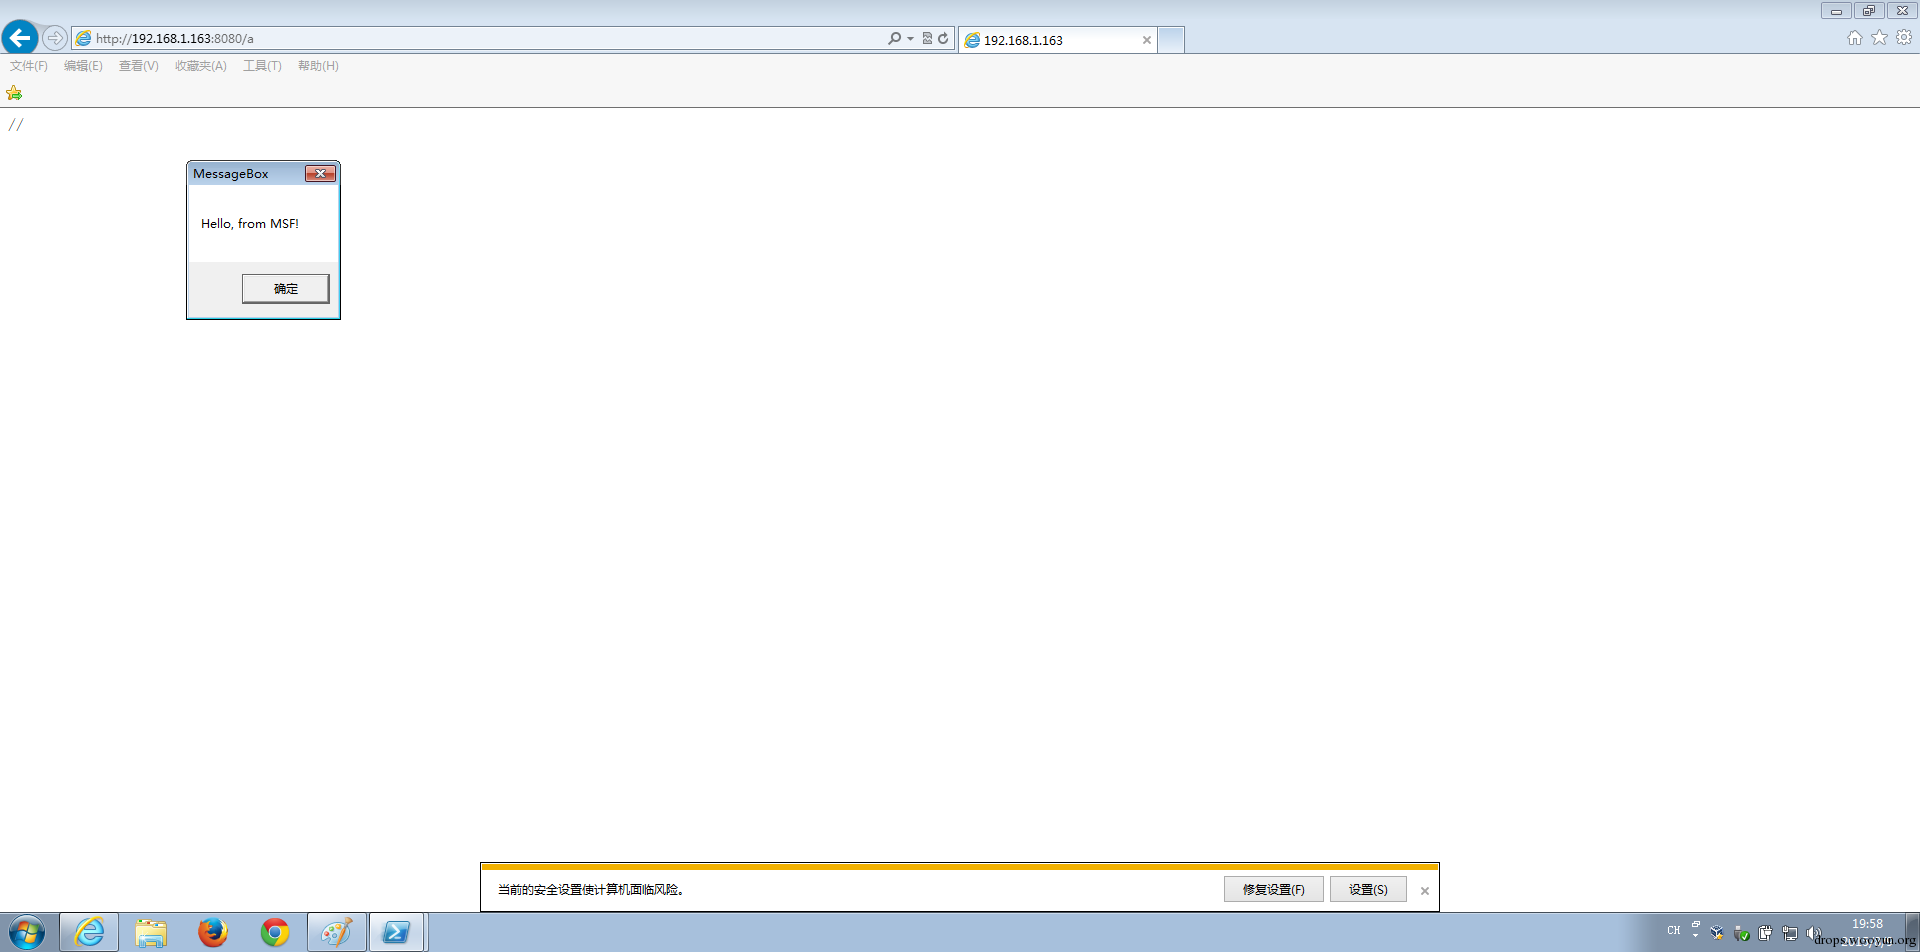 http://192.168.1.163:8080/a
192.168.1.163
文件(F) 编辑(E) 查看(V) 收藏夹(A) 工具(T) 帮助(H)
//
MessageBox
Hello, from MSF!
确定
当前的安全设置使计算机面临风险。 修复设置(F) 设置(S)
CH
19:58
drops.wooyun.org